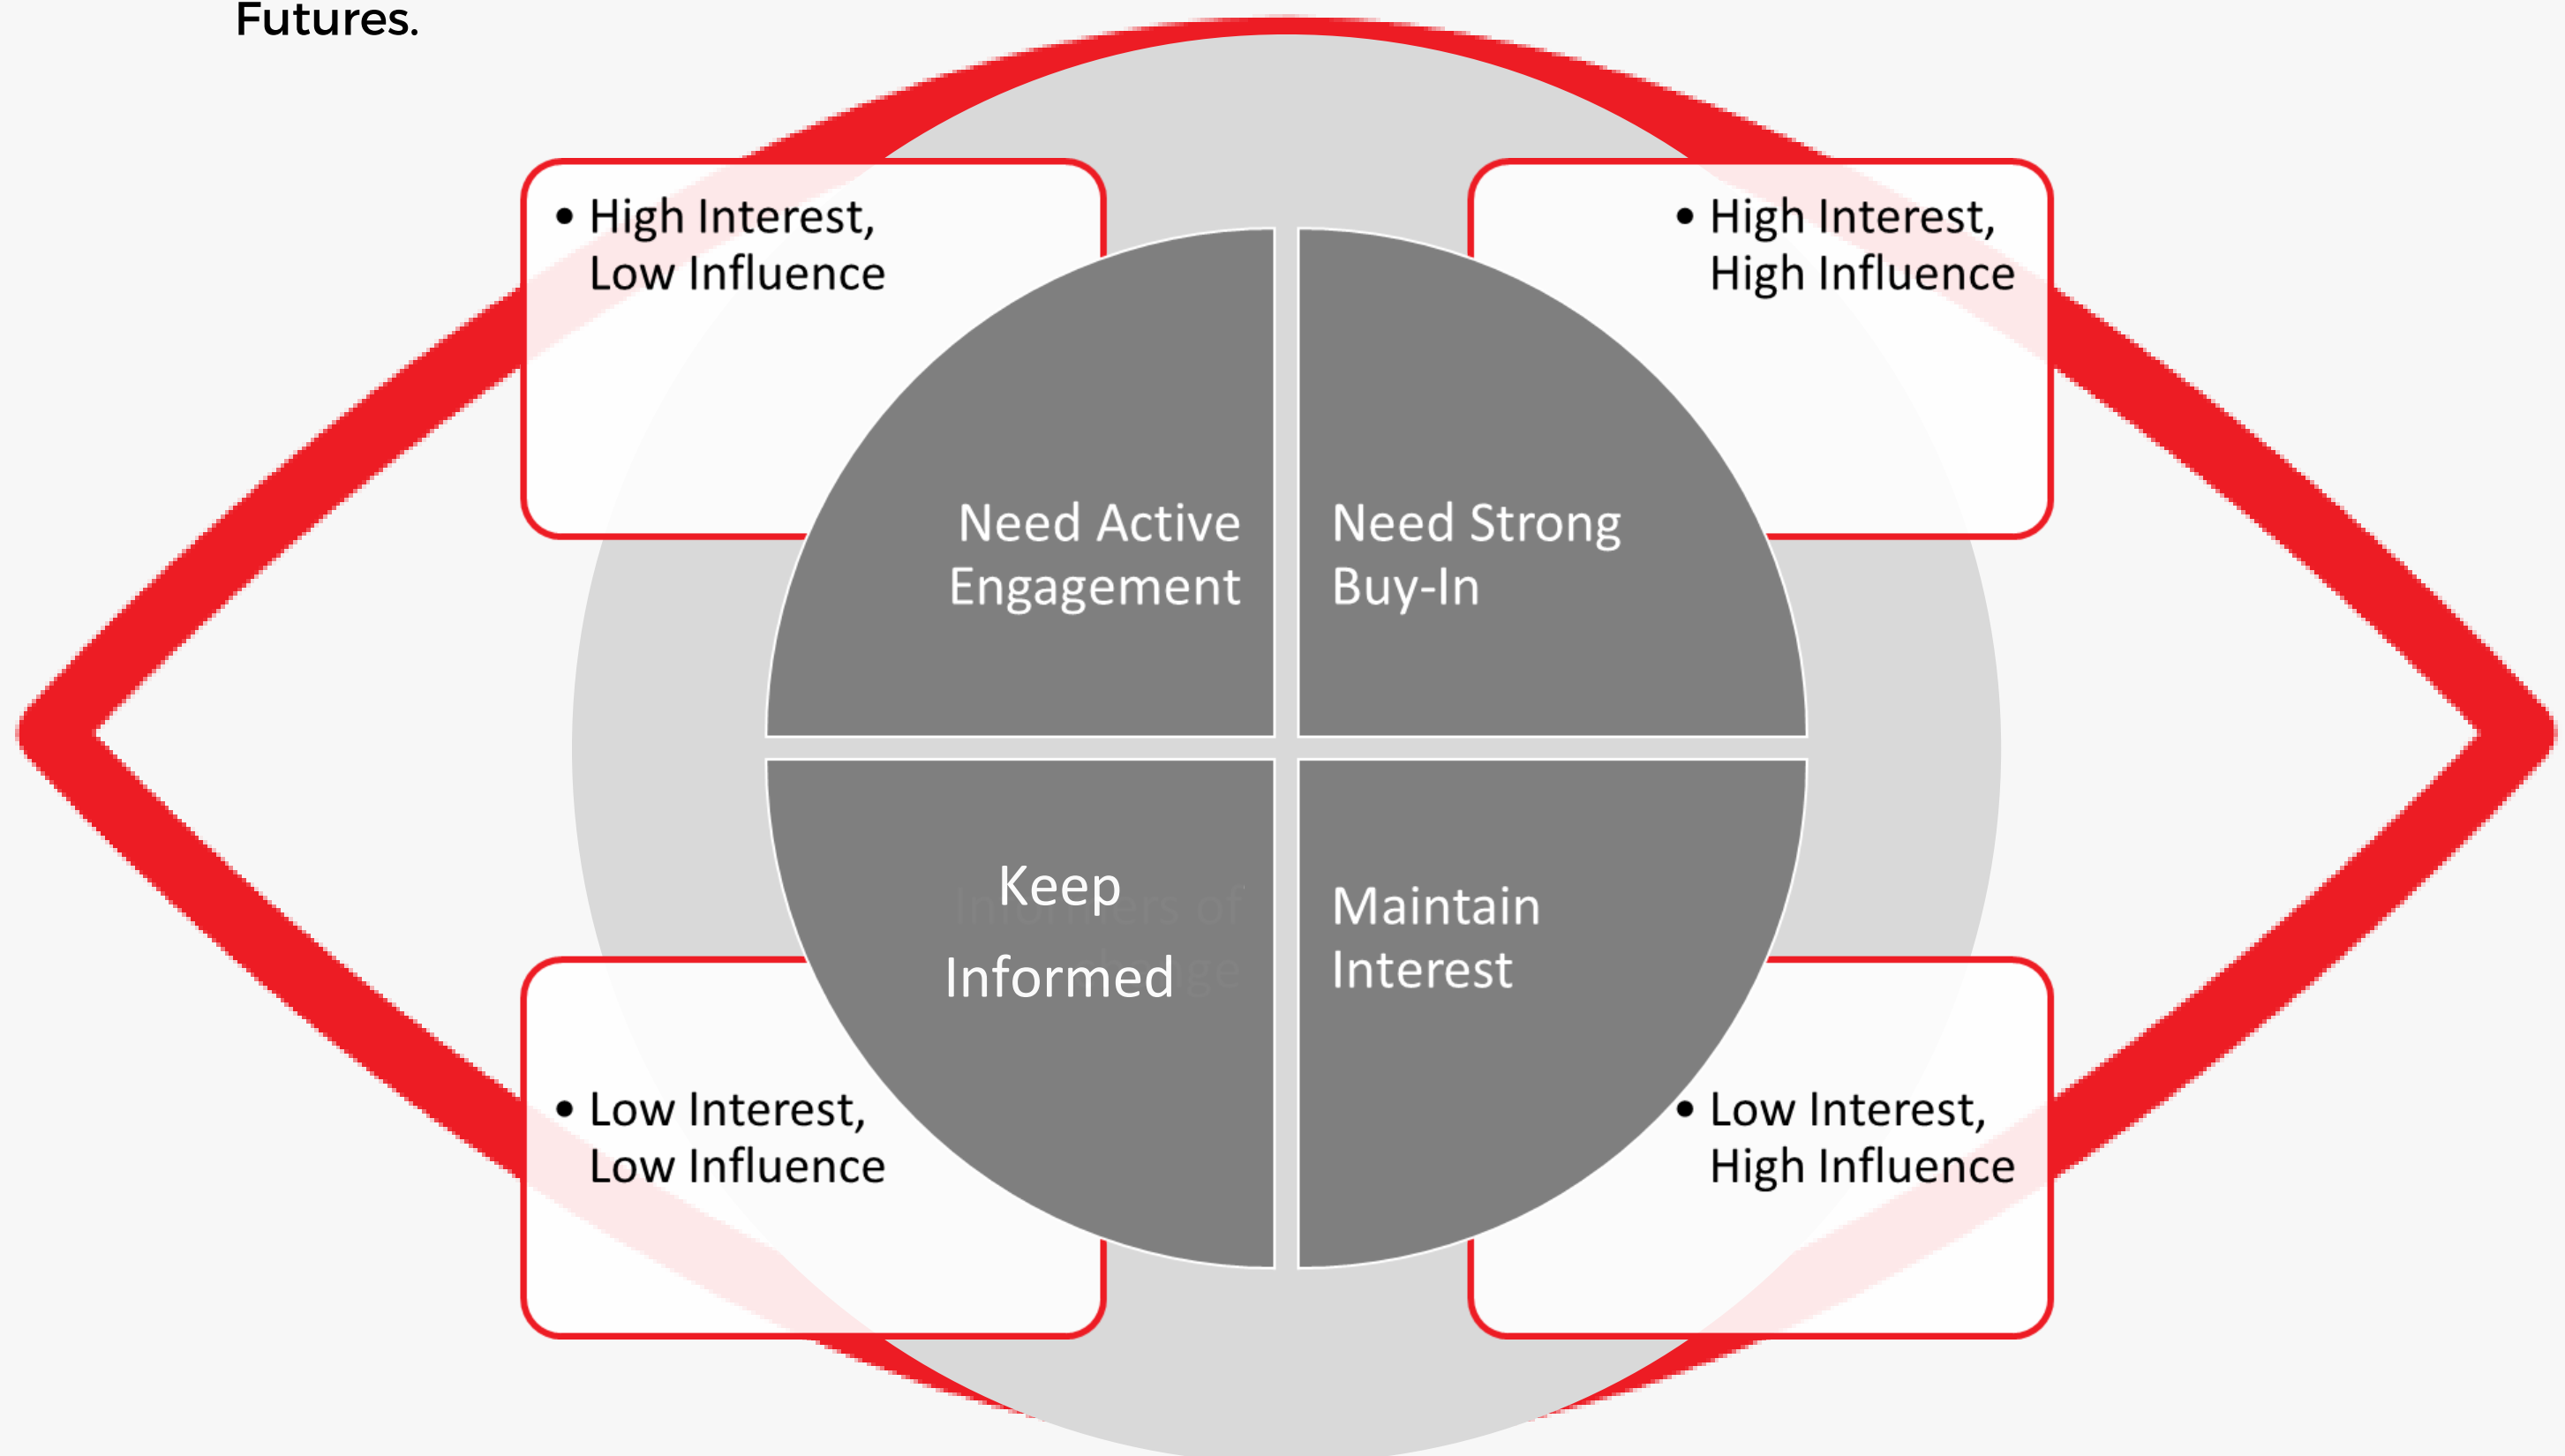 Futures.
• High Interest,
Low Influence
• High Interest,
High Influence
Need Active
Engagement
Need Strong
Buy-In
Keep
Informed
Maintain
Interest
• Low Interest,
Low Influence
• Low Interest,
High Influence